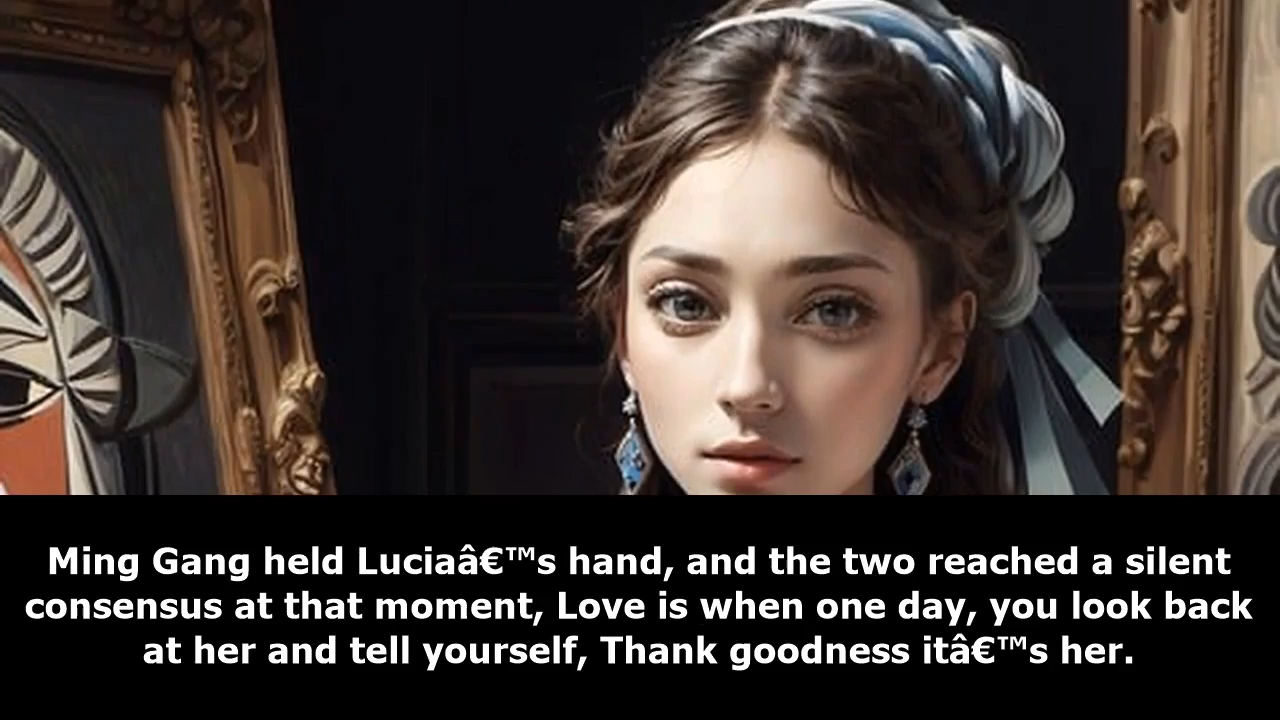 Ming Gang held Luciaâ€™s hand, and the two reached a silent
consensus at that moment, Love is when one day, you look back
at her and tell yourself, Thank goodness itâ€™s her.